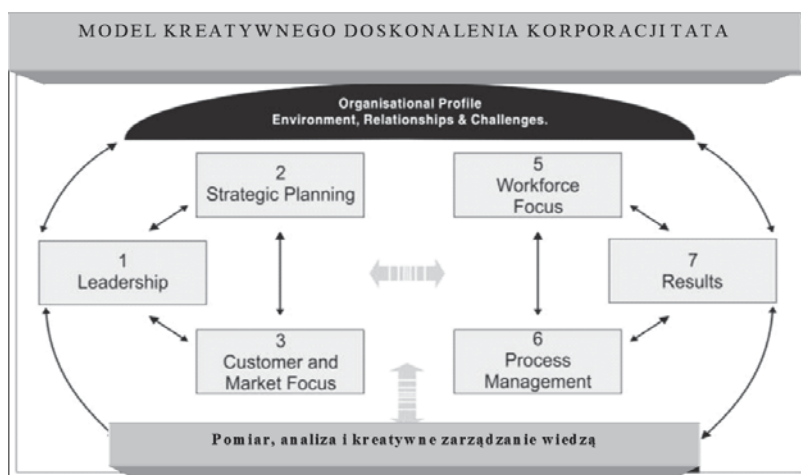 MODEL KREATYWNEGO DOSKONALENIA KORPORACJI TATA
Organisational Profile
Environment, Relationships & Challenges.
2
Strategic Planning
5
Workforce
Focus
1
Leadership
7
Results
3
Customer and
Market Focus
6
Process
Management
Pomiar, analiza i kreatywne zarządzanie wiedzą